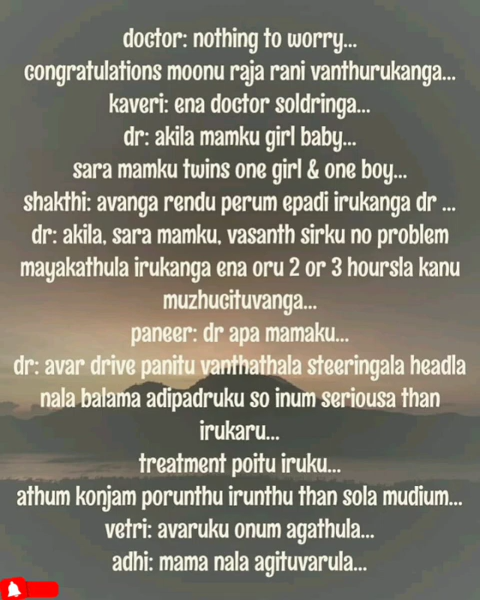 doctor: nothing to worry...
congratulations moonu raja rani vanthurukanga...
kaveri: ena doctor soldringa...
dr: akila mamku girl baby...
sara mamku twins one girl & one boy...
shakthi: avanga rendu perum epadi irukanga dr ...
dr: akila, sara mamku, vasanth sirku no problem
mayakathula irukanga ena oru 2 or 3 hoursla kanu
muzhucituvanga...
paneer: dr apa mamaku...
dr: avar drive panitu vanthathala steeringala headla
nala balama adipadruku so inum seriousa than
irukaru...
treatment poitu iruku...
athum konjam porunthu irunthu than sola mudium...
vetri: avaruku onum agathula...
adhi: mama nala agituvarula...